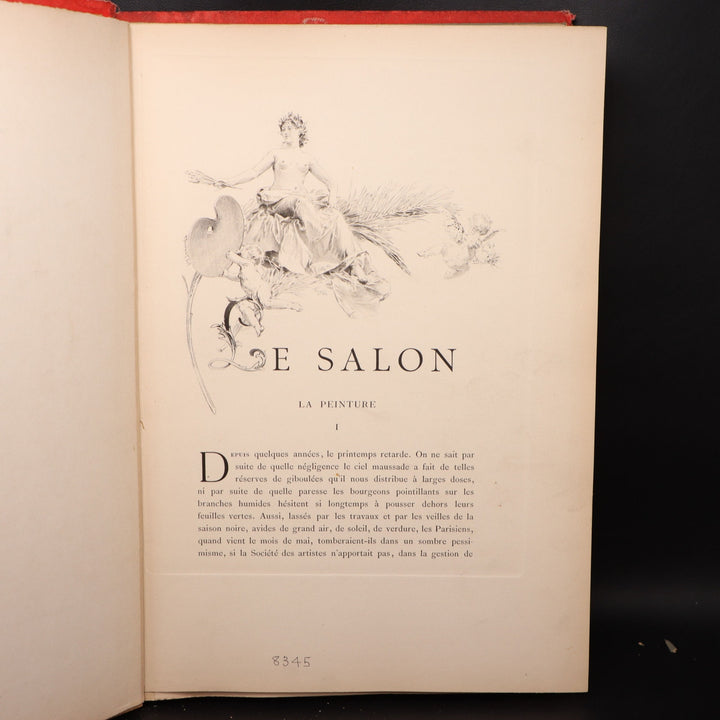 LE SALON
LA PEINTURE
I
DEPUIS quelques années, le printemps retarde. On ne sait par
suite de quelle négligence le ciel maussade a fait de telles
réserves de giboulées qu'il nous distribue à larges doses,
ni par suite de quelle paresse les bourgeons pointillants sur les
branches humides hésitent si longtemps à pousser dehors leurs
feuilles vertes. Aussi, lassés par les travaux et par les veilles de la
saison noire, avides de grand air, de soleil, de verdure, les Parisiens,
quand vient le mois de mai, tomberaient-ils dans un sombre pessi-
misme, si la Société des artistes n'apportait pas, dans la gestion de
8345